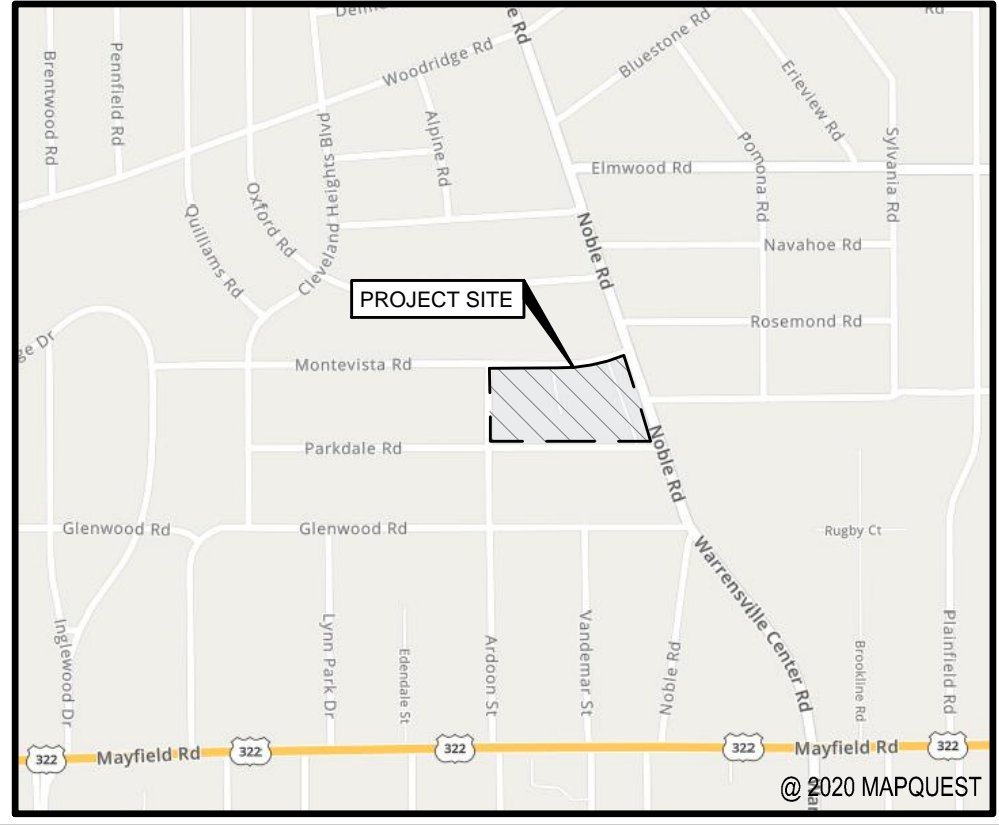 Brentwood Rd
Pennfield Rd
Woodridge Rd
e Rd
Bluestone Rd
Rd
Erieview Rd
Alpine Rd
Cleveland Heights Blvd
Elmwood Rd
Pomona Rd
Sylvania Rd
Quilliams Rd
Oxford Rd
Noble Rd
Navahoe Rd
PROJECT SITE
Rosemond Rd
ge Dr
Montevista Rd
Parkdale Rd
Noble Rd
Glenwood Rd
Glenwood Rd
Rugby Ct
Warrensville Center Rd
Inglewood Dr
Lynn Park Dr
Edendale St
Ardoon St
Vandemar St
Noble Rd
Brookline Rd
Plainfield Rd
322
Mayfield Rd
322
322
322
Mayfield Rd
322
@ 2020 MAPQUEST